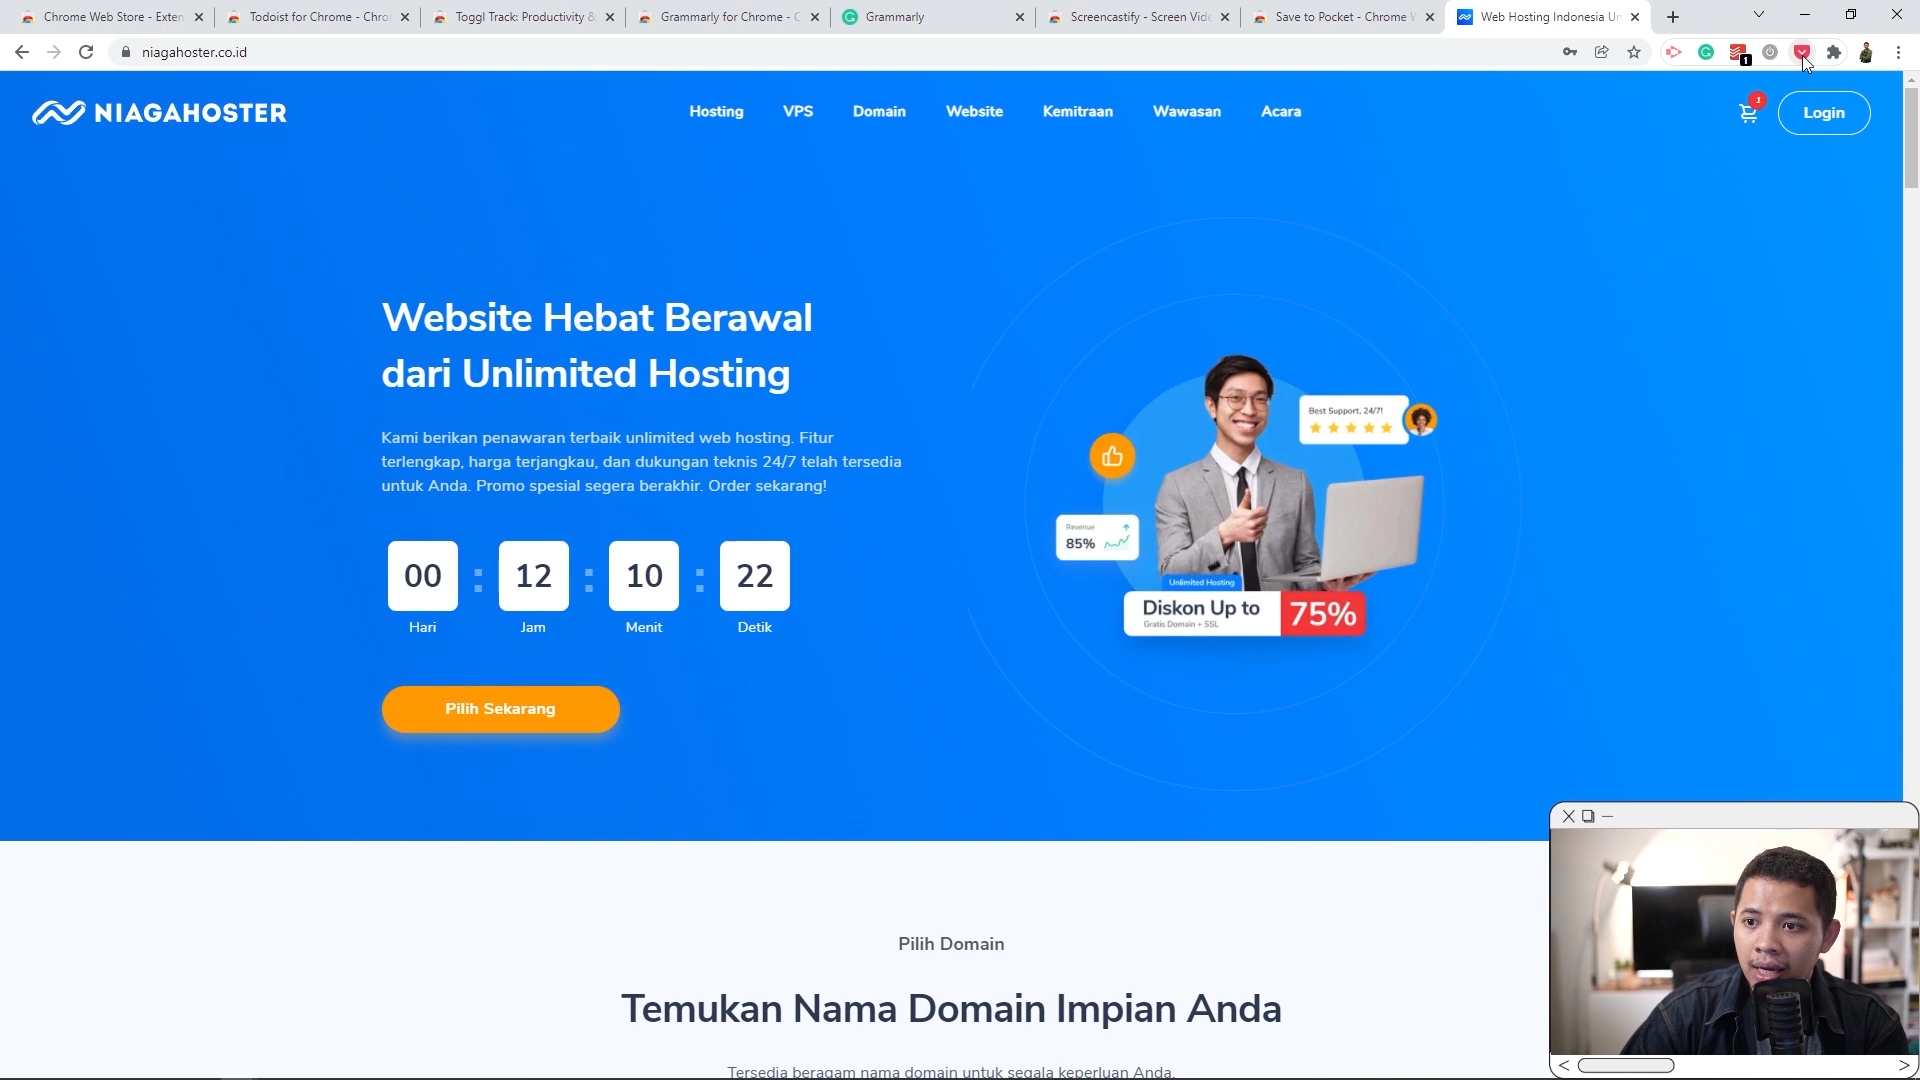 Chrome Web Store - Exten
Todoist for Chrome - Chro
Toggl Track: Productivity &
Grammarly for Chrome - C
Grammarly
Screencastify - Screen Vide
Save to Pocket - Chrome W
Web Hosting Indonesia Un
niagahoster.co.id
1
NIAGAHOSTER
Hosting
VPS
Domain
Website
Kemitraan
Wawasan
Acara
1
Login
Website Hebat Berawal
dari Unlimited Hosting
Kami berikan penawaran terbaik unlimited web hosting. Fitur
terlengkap, harga terjangkau, dan dukungan teknis 24/7 telah tersedia
untuk Anda. Promo spesial segera berakhir. Order sekarang!
00 : 12 : 10 : 22
Hari Jam Menit Detik
Pilih Sekarang
Best Support, 24/7!
Revenue
85%
Unlimited Hosting
Diskon Up to
Gratis Domain + SSL
75%
Pilih Domain
Temukan Nama Domain Impian Anda
Tersedia beragam nama domain untuk segala keperluan Anda.